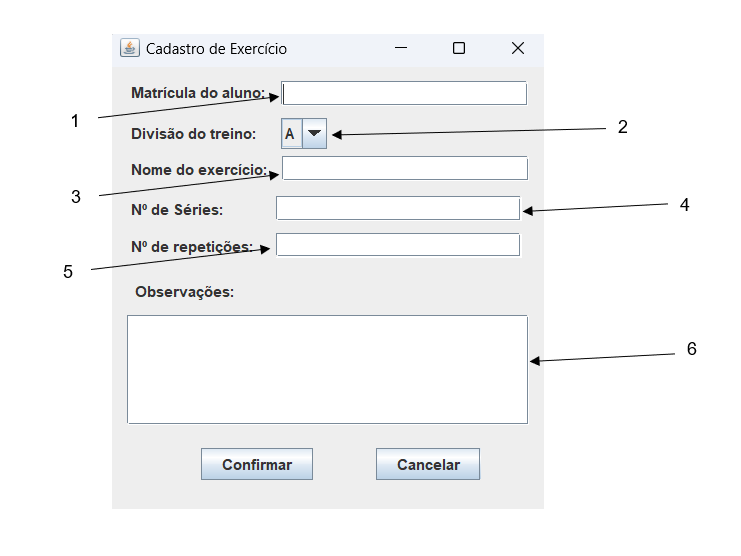 Cadastro de Exercício
Matrícula do aluno:
1
Divisão do treino:
A
2
Nome do exercício:
3
Nº de Séries:
4
Nº de repetições:
5
Observações:
6
Confirmar
Cancelar